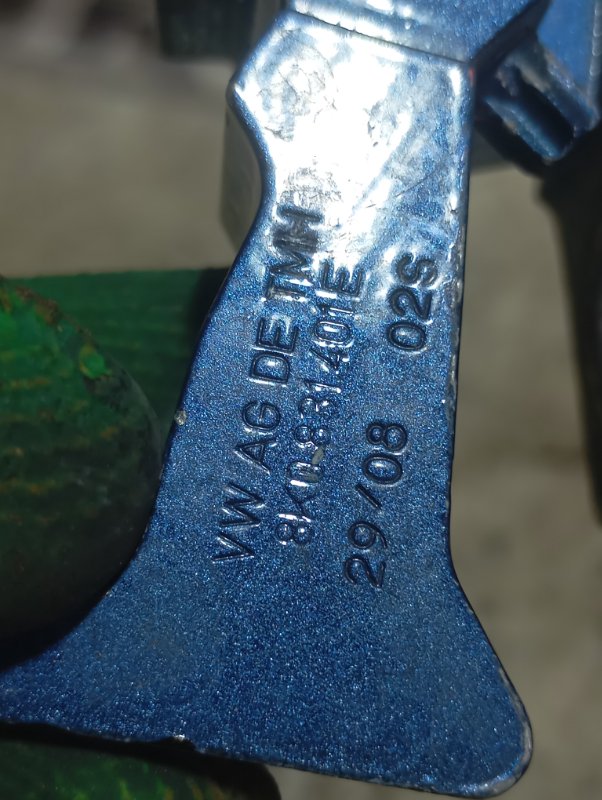 VW AG DE TMH
8K0 831 401E
29/08 02S